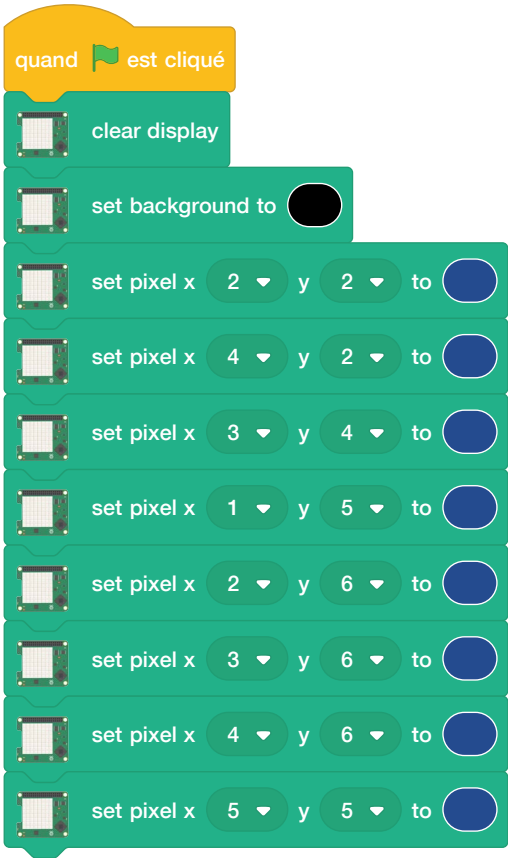 quand est cliqué
clear display
set background to
set pixel x 2 y 2 to
set pixel x 4 y 2 to
set pixel x 3 y 4 to
set pixel x 1 y 5 to
set pixel x 2 y 6 to
set pixel x 3 y 6 to
set pixel x 4 y 6 to
set pixel x 5 y 5 to